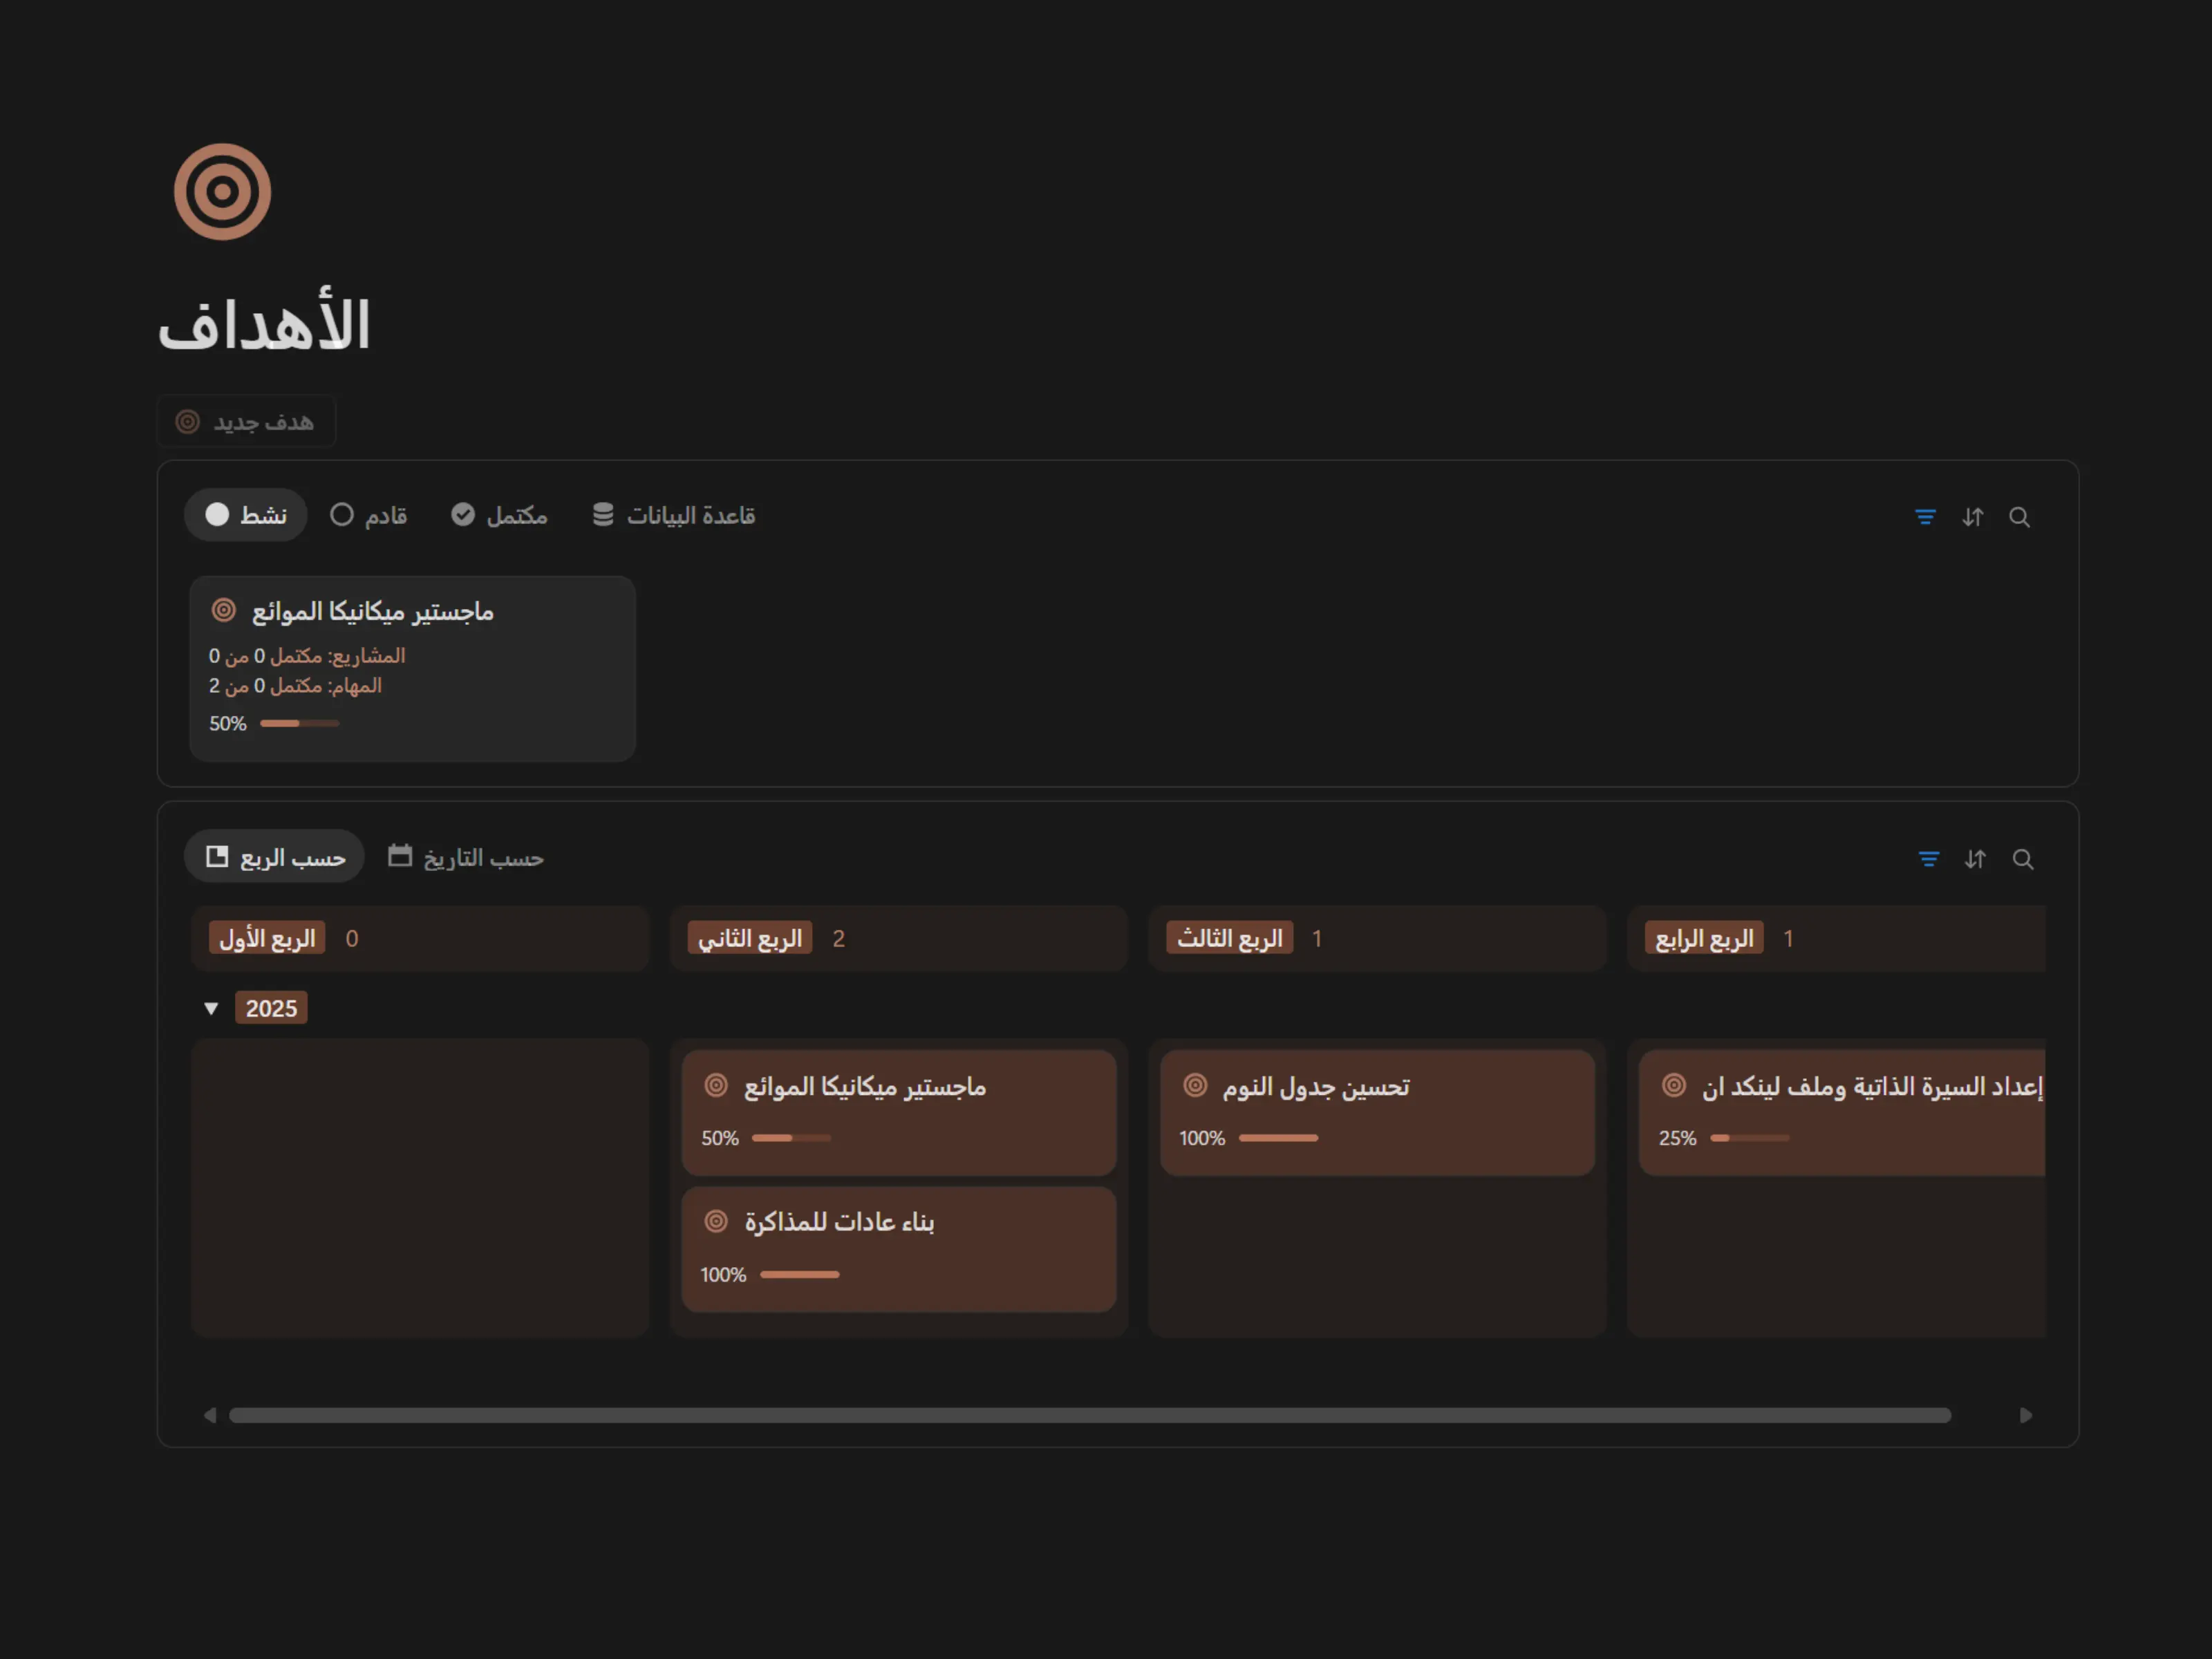 الأهداف
هدف جديد
نشط
قادم
مكتمل
قاعدة البيانات
ماجستير ميكانيكا الموائع
المشاريع: مكتمل 0 من 0
المهام: مكتمل 0 من 2
50%
حسب الربع
حسب التاريخ
الربع الأول 0
الربع الثاني 2
الربع الثالث 1
الربع الرابع 1
2025
ماجستير ميكانيكا الموائع
50%
بناء عادات للمذاكرة
100%
تحسين جدول النوم
100%
إعداد السيرة الذاتية وملف لينكد ان
25%